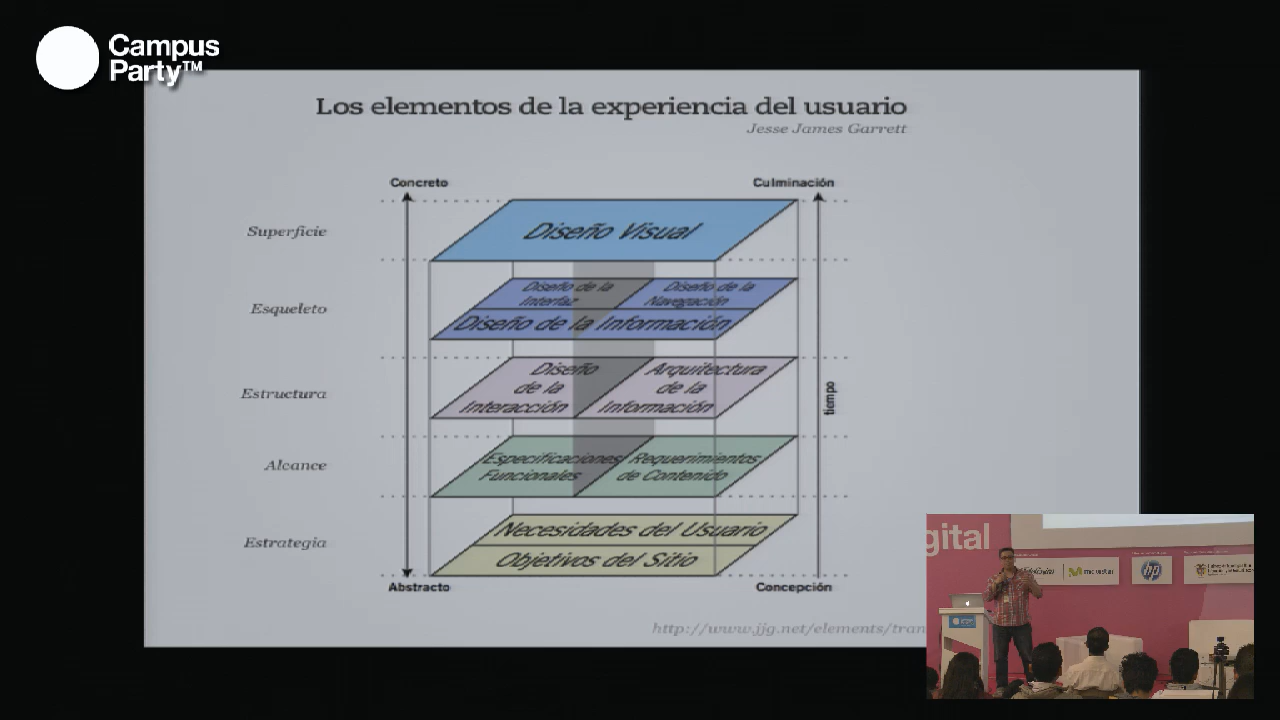 Campus
Party™
Los elementos de la experiencia del usuario
Jesse James Garrett
Concreto
Culminación
Superficie
Diseño Visual
Esqueleto
Diseño de la
Interfaz
Diseño de la
Navegación
Diseño de la Información
Estructura
Diseño
de la
Interacción
Arquitectura
de la
Información
tiempo
Alcance
Especificaciones
Funcionales
Requerimientos
de Contenido
Estrategia
Necesidades del Usuario
Objetivos del Sitio
Abstracto
Concepción
http://www.jjg.net/elements/tran
gital
movistar
hp